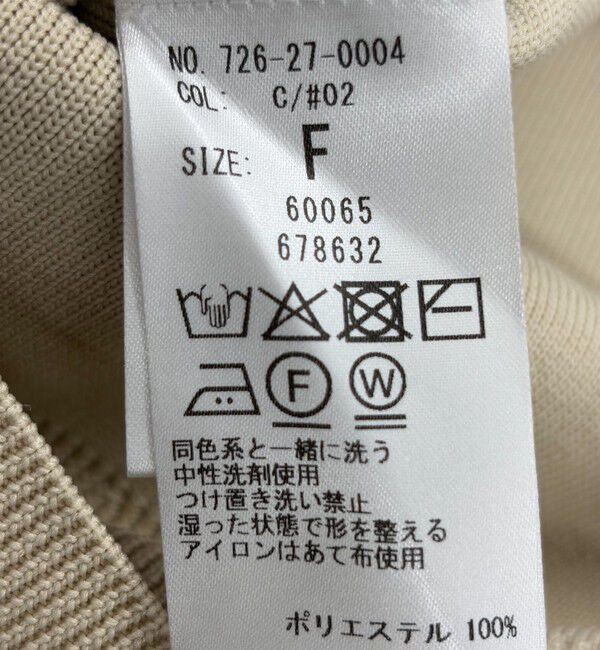 NO. 726-27-0004
COL: C/#02
SIZE: F
60065
678632
F W
同色系と一緒に洗う
中性洗剤使用
つけ置き洗い禁止
湿った状態で形を整える
アイロンはあて布使用
ポリエステル 100%